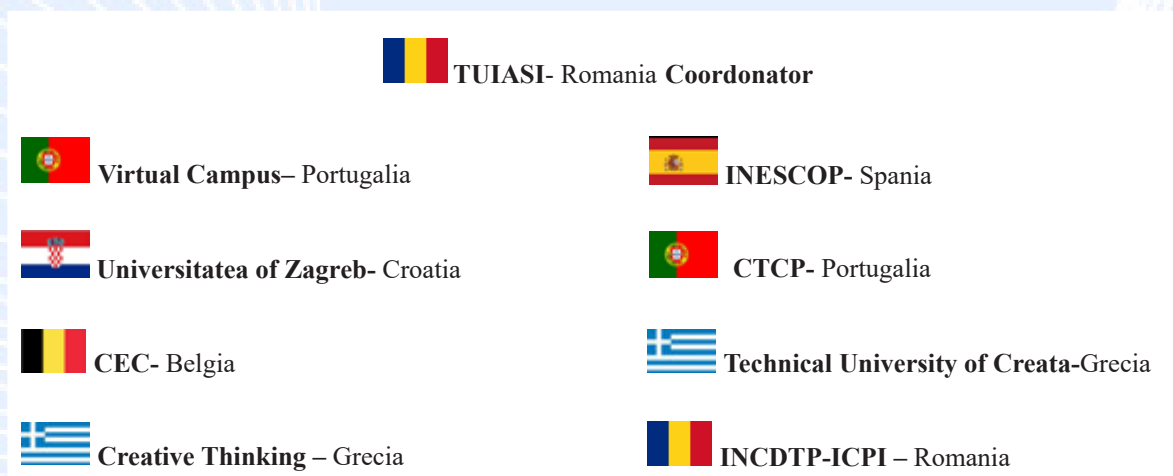 TUIASI- Romania Coordonator
Virtual Campus– Portugalia
INESCOP- Spania
Universitatea of Zagreb- Croatia
CTCP- Portugalia
CEC- Belgia
Technical University of Creata-Grecia
Creative Thinking – Grecia
INCDTP-ICPI – Romania